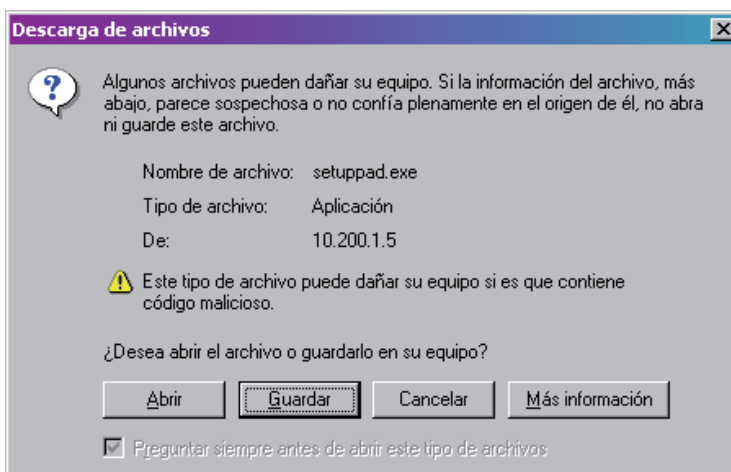 Descarga de archivos
Algunos archivos pueden dañar su equipo. Si la información del archivo, más
abajo, parece sospechosa o no confía plenamente en el origen de él, no abra
ni guarde este archivo.
Nombre de archivo: setuppad.exe
Tipo de archivo: Aplicación
De: 10.200.1.5
Este tipo de archivo puede dañar su equipo si es que contiene
código malicioso.
¿Desea abrir el archivo o guardarlo en su equipo?
Abrir Guardar Cancelar Más información
Preguntar siempre antes de abrir este tipo de archivos